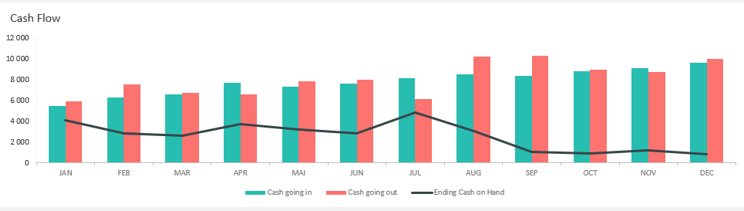 Cash Flow
12 000
10 000
8 000
6 000
4 000
2 000
0
JAN FEB MAR APR MAI JUN JUL AUG SEP OCT NOV DEC
Cash going in Cash going out Ending Cash on Hand